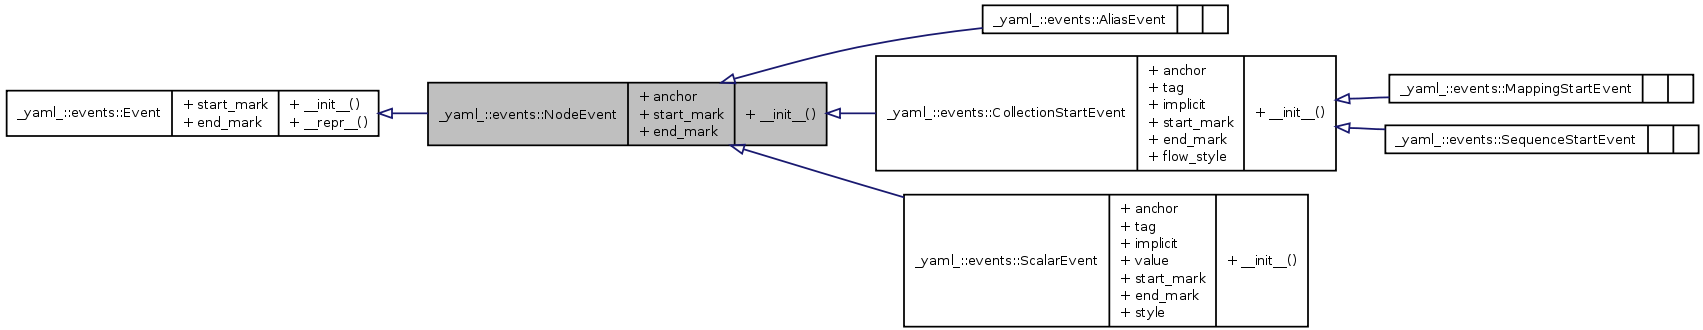 _yaml_::events::Event
+ start_mark
+ end_mark
+ __init__()
+ __repr__()
_yaml_::events::NodeEvent
+ anchor
+ start_mark
+ end_mark
+ __init__()
_yaml_::events::AliasEvent
_yaml_::events::CollectionStartEvent
+ anchor
+ tag
+ implicit
+ start_mark
+ end_mark
+ flow_style
+ __init__()
_yaml_::events::MappingStartEvent
_yaml_::events::SequenceStartEvent
_yaml_::events::ScalarEvent
+ anchor
+ tag
+ implicit
+ value
+ start_mark
+ end_mark
+ style
+ __init__()